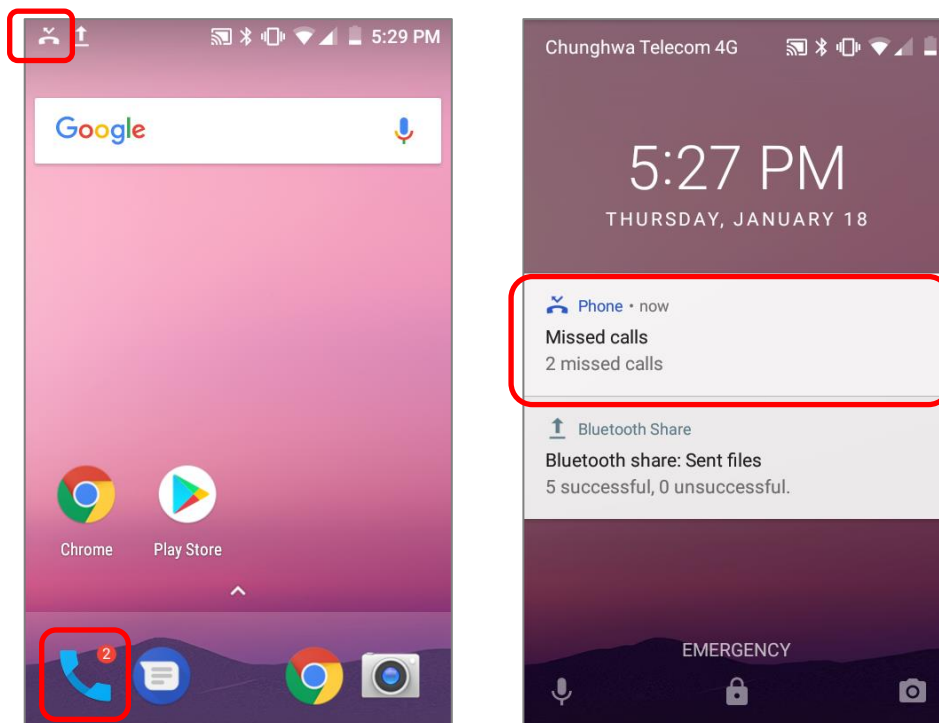 5:29 PM
Google
Chrome
Play Store
2
Chunghwa Telecom 4G
5:27 PM
THURSDAY, JANUARY 18
Phone • now
Missed calls
2 missed calls
Bluetooth Share
Bluetooth share: Sent files
5 successful, 0 unsuccessful.
EMERGENCY